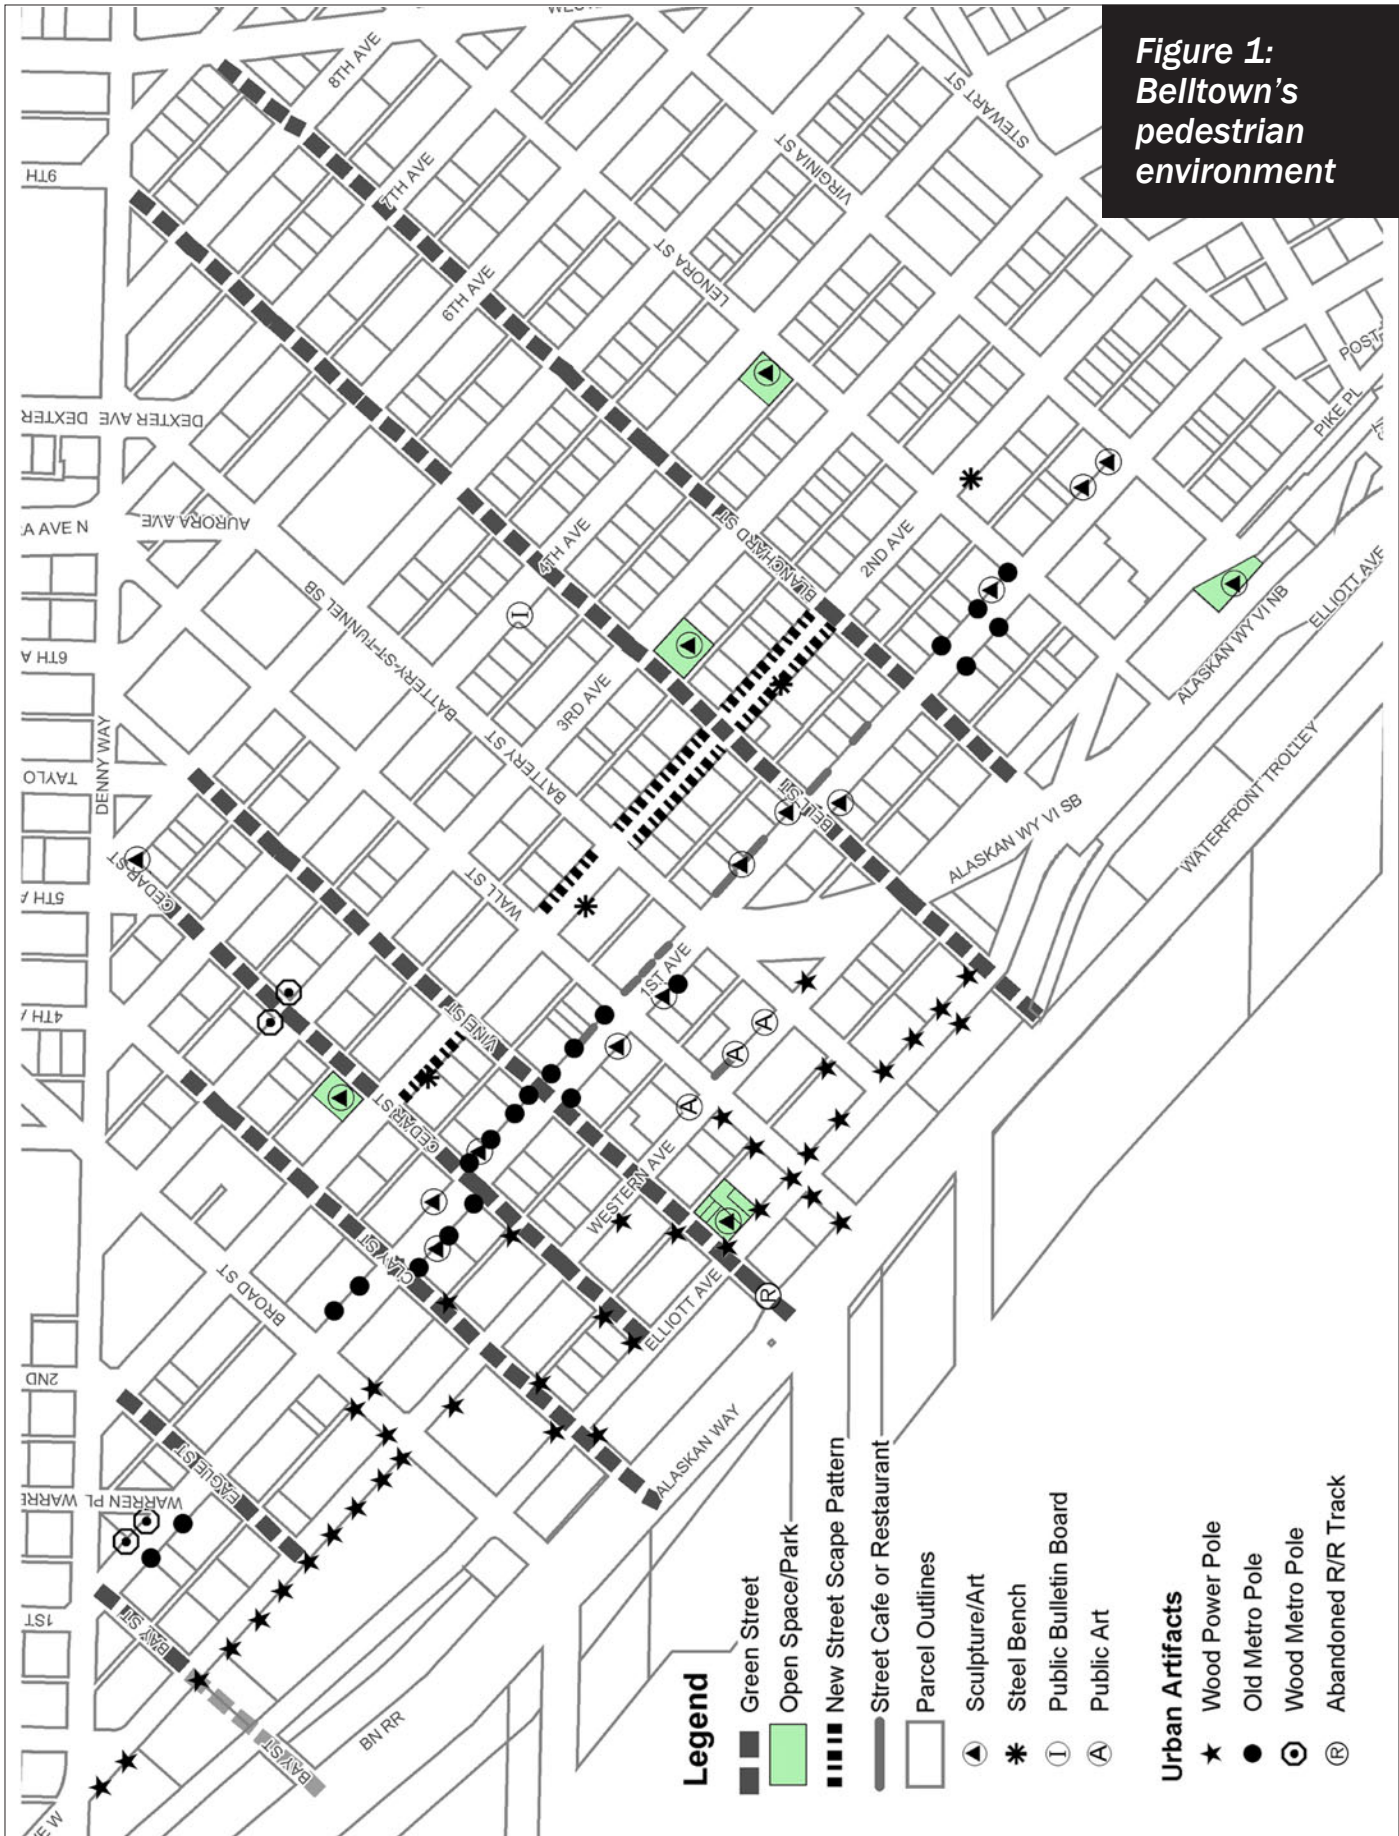 Figure 1:
Belltown's
pedestrian
environment
8TH AVE
7TH AVE
6TH AVE
STEWART ST
VIRGINIA ST
LENORA ST
9TH
DEXTER
DEXTER AVE
A AVE N
AURORA AVE
4TH AVE
BLANCHARD ST
2ND AVE
PIKE PL
POST
ELLIOTT AVE
ALASKAN WY VI NB
6TH A
BATTERY-ST-TUNNEL SB
BATTERY ST
3RD AVE
TAYLO
DENNY WAY
BELL ST
ALASKAN WY VI SB
WATERFRONT TROLLEY
5TH A
CEDAR ST
WALL ST
1ST AVE
4TH A
VINE ST
CEDAR ST
WESTERN AVE
CLAY ST
BROAD ST
ELLIOTT AVE
2ND
EAGLE ST
WARRE
WARREN PL
ALASKAN WAY
1ST
BAY ST
BAY ST
BN RR
VE W
Legend
Green Street
Open Space/Park
New Street Scape Pattern
Street Cafe or Restaurant
Parcel Outlines
Sculpture/Art
Steel Bench
I Public Bulletin Board
A Public Art
Urban Artifacts
Wood Power Pole
Old Metro Pole
Wood Metro Pole
R Abandoned R/R Track
I
A
A
A
R